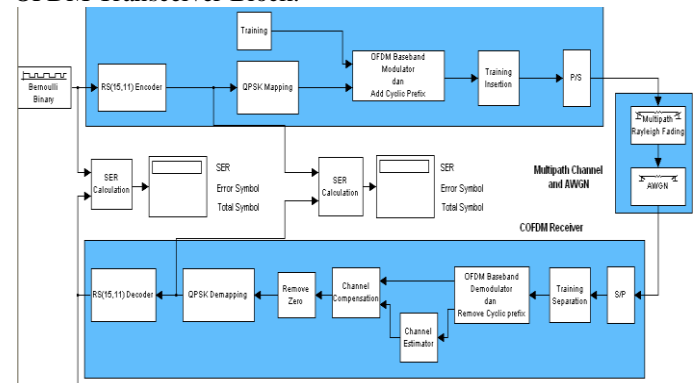 COFDM Transceiver Block.
Training
Bernoulli
Binary
RS(15,11) Encoder
QPSK Mapping
OFDM Baseband
Modulator
dan
Add Cyclic Prefix
Training
Insertion
P/S
Multipath
Rayleigh Fading
AWGN
Multipath Channel
and AWGN
SER
Calculation
SER
Error Symbol
Total Symbol
SER
Calculation
SER
Error Symbol
Total Symbol
COFDM Receiver
RS(15,11) Decoder
QPSK Demapping
Remove
Zero
Channel
Compensation
Channel
Estimator
OFDM Baseband
Demodulator
dan
Remove Cyclic prefix
Training
Separation
S/P